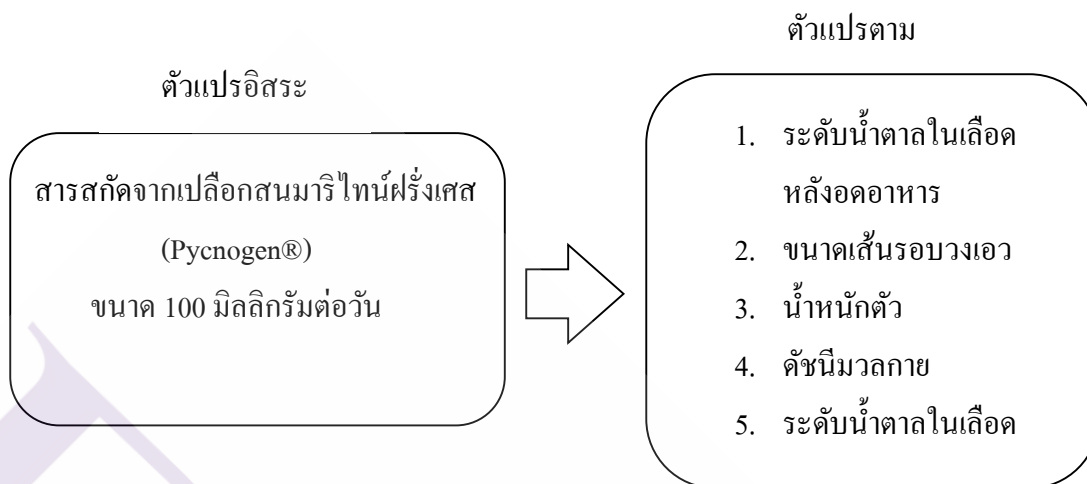 ตัวแปรอิสระ
สารสกัดจากเปลือกสนมาริไทน์ฝรั่งเศส
(Pycnogen®)
ขนาด 100 มิลลิกรัมต่อวัน
ตัวแปรตาม
1. ระดับน้ำตาลในเลือด
หลังอดอาหาร
2. ขนาดเส้นรอบวงเอว
3. น้ำหนักตัว
4. ดัชนีมวลกาย
5. ระดับน้ำตาลในเลือด